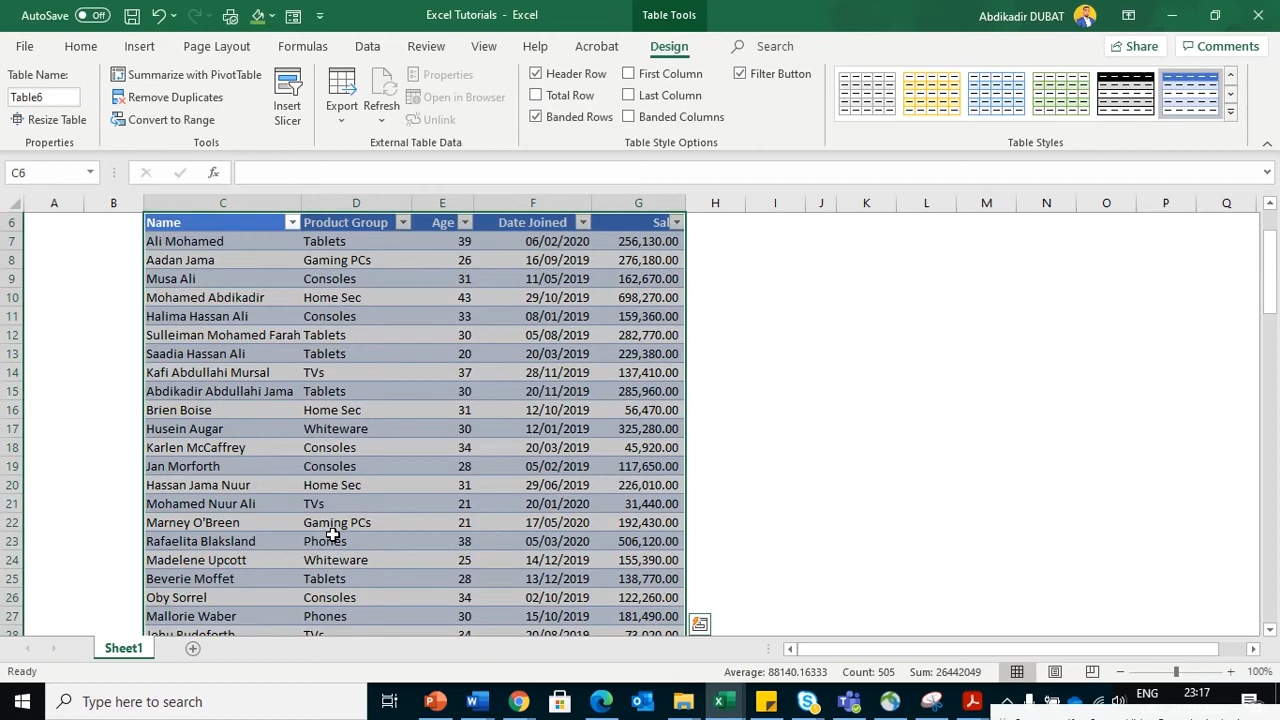 AutoSave Off Excel Tutorials - Excel Table Tools Abdikadir DUBAT
File Home Insert Page Layout Formulas Data Review View Help Acrobat Design Search Share Comments
Table Name:
Table6
Resize Table
Properties
Summarize with PivotTable
Remove Duplicates
Convert to Range
Insert
Slicer
Tools
Export
Refresh
Properties
Open in Browser
Unlink
External Table Data
Header Row First Column Filter Button
Total Row Last Column
Banded Rows Banded Columns
Table Style Options
Table Styles
C6 fx
A B C D E F G H I J K L M N O P Q
6 Name Product Group Age Date Joined Sal
7 Ali Mohamed Tablets 39 06/02/2020 256,130.00
8 Aadan Jama Gaming PCs 26 16/09/2019 276,180.00
9 Musa Ali Consoles 31 11/05/2019 162,670.00
10 Mohamed Abdikadir Home Sec 43 29/10/2019 698,270.00
11 Halima Hassan Ali Consoles 33 08/01/2019 159,360.00
12 Sulleiman Mohamed Farah Tablets 30 05/08/2019 282,770.00
13 Saadia Hassan Ali Tablets 20 20/03/2019 229,380.00
14 Kafi Abdullahi Mursal TVs 37 28/11/2019 137,410.00
15 Abdikadir Abdullahi Jama Tablets 30 20/11/2019 285,960.00
16 Brien Boise Home Sec 31 12/10/2019 56,470.00
17 Husein Augar Whiteware 30 12/01/2019 325,280.00
18 Karlen McCaffrey Consoles 34 20/03/2019 45,920.00
19 Jan Morforth Consoles 28 05/02/2019 117,650.00
20 Hassan Jama Nuur Home Sec 31 29/06/2019 226,010.00
21 Mohamed Nuur Ali TVs 21 20/01/2020 31,440.00
22 Marney O'Breen Gaming PCs 21 17/05/2020 192,430.00
23 Rafaelita Blaksland Phones 38 05/03/2020 506,120.00
24 Madelene Upcott Whiteware 25 14/12/2019 155,390.00
25 Beverie Moffet Tablets 28 13/12/2019 138,770.00
26 Oby Sorrel Consoles 34 02/10/2019 122,260.00
27 Mallorie Waber Phones 30 15/10/2019 181,490.00
28 TVs 34 20/08/2019 73,020.00
Sheet1
Ready Average: 88140.16333 Count: 505 Sum: 26442049 100%
Type here to search ENG 23:17